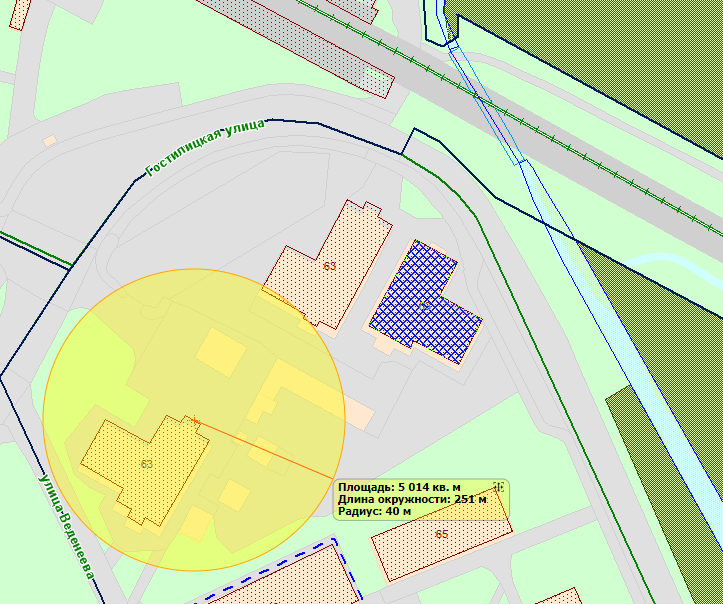 Гостилицкая улица
63
63
Площадь: 5 014 кв. м
Длина окружности: 251 м
Радиус: 40 м
65
улица Веденеева